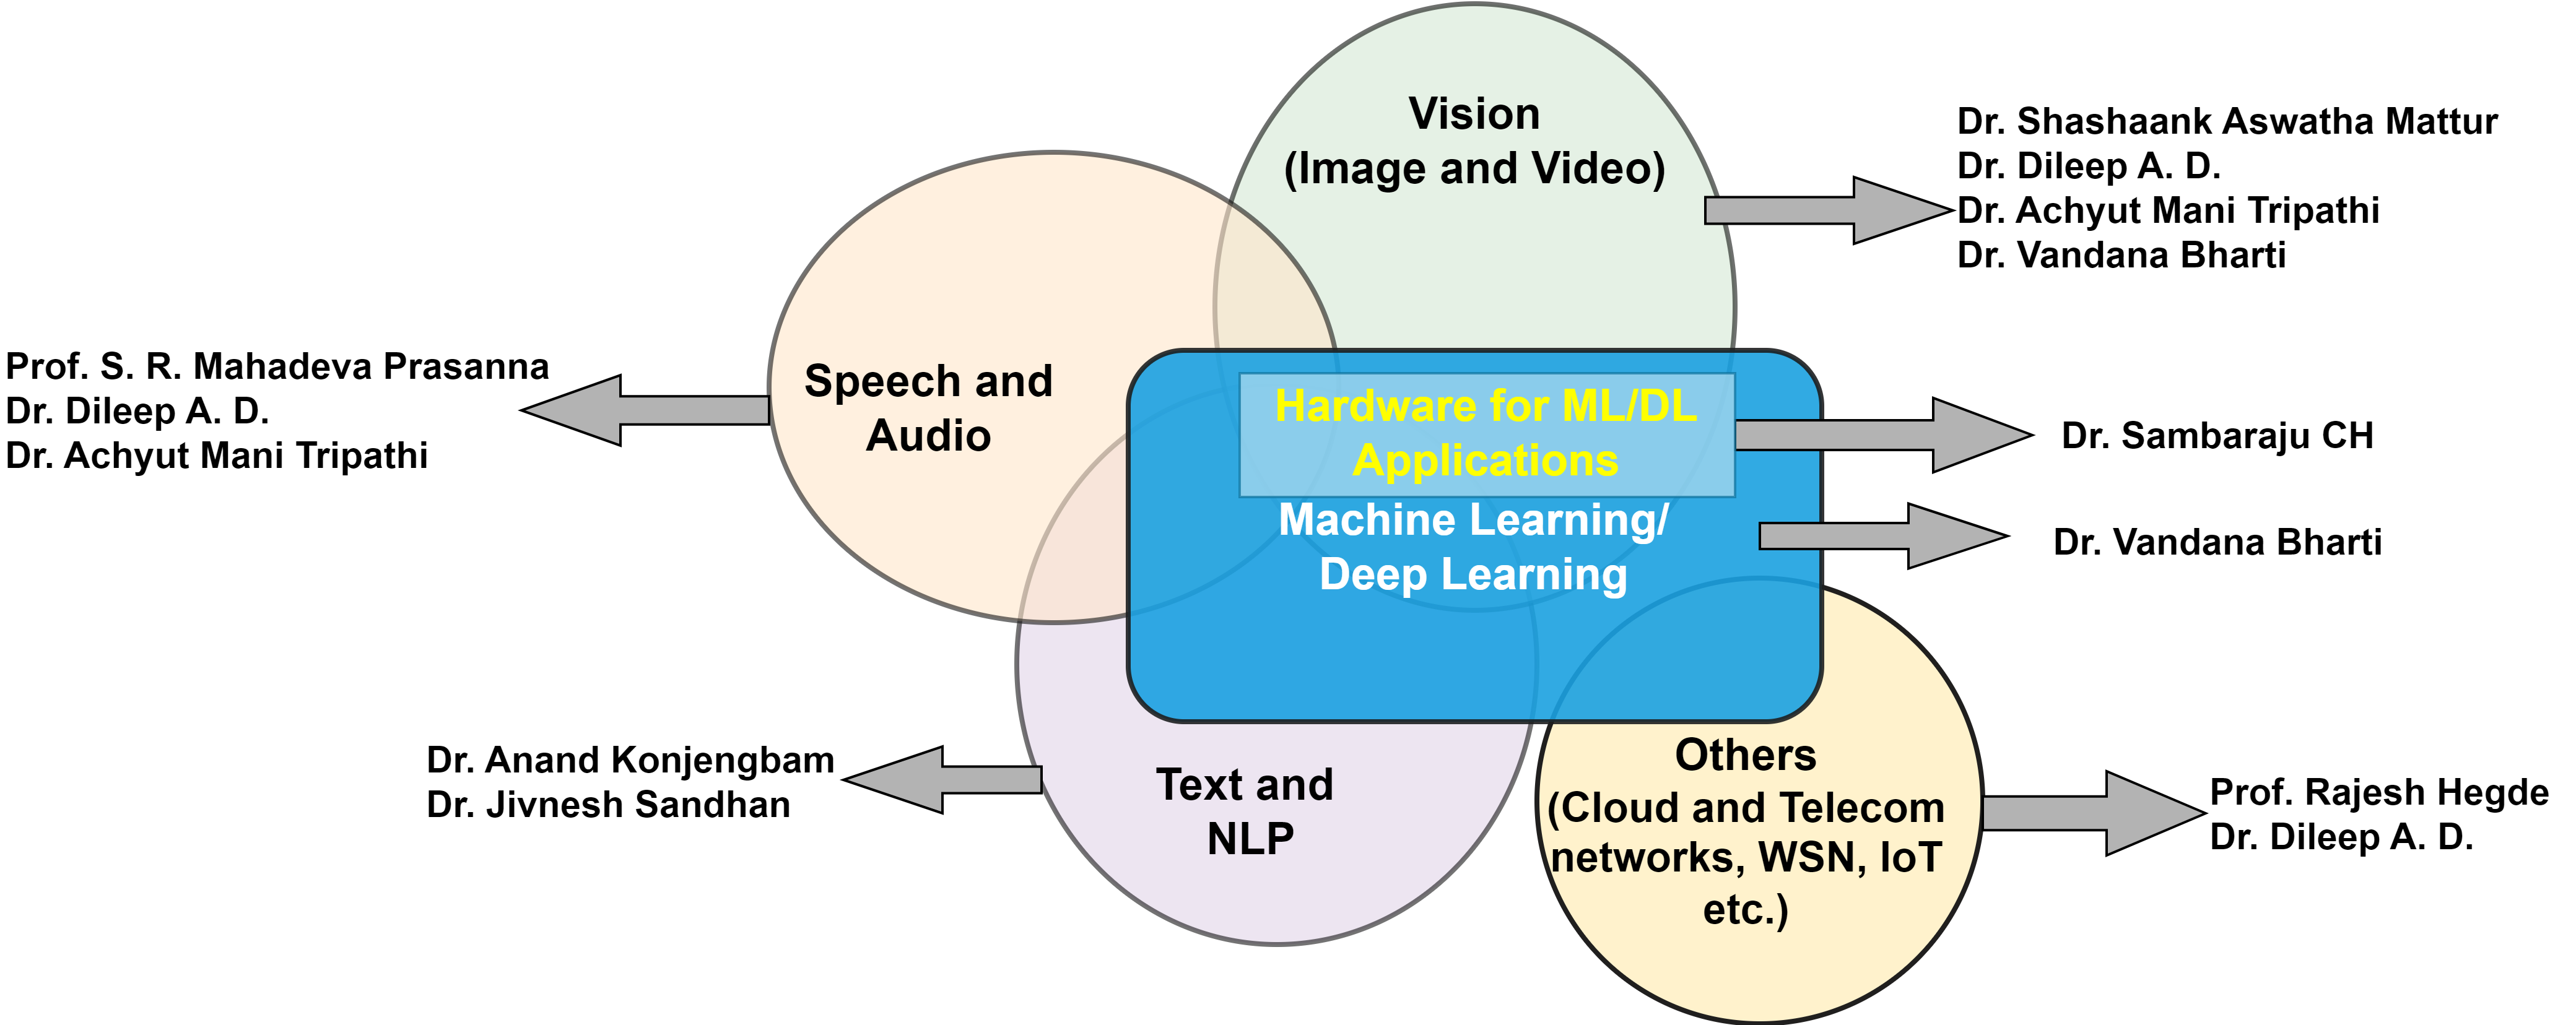 Vision
(Image and Video)
Dr. Shashaank Aswatha Mattur
Dr. Dileep A. D.
Dr. Achyut Mani Tripathi
Dr. Vandana Bharti
Prof. S. R. Mahadeva Prasanna
Dr. Dileep A. D.
Dr. Achyut Mani Tripathi
Speech and
Audio
Hardware for ML/DL
Applications
Dr. Sambaraju CH
Machine Learning/
Deep Learning
Dr. Vandana Bharti
Dr. Anand Konjengbam
Dr. Jivnesh Sandhan
Text and
NLP
Others
(Cloud and Telecom
networks, WSN, IoT
etc.)
Prof. Rajesh Hegde
Dr. Dileep A. D.